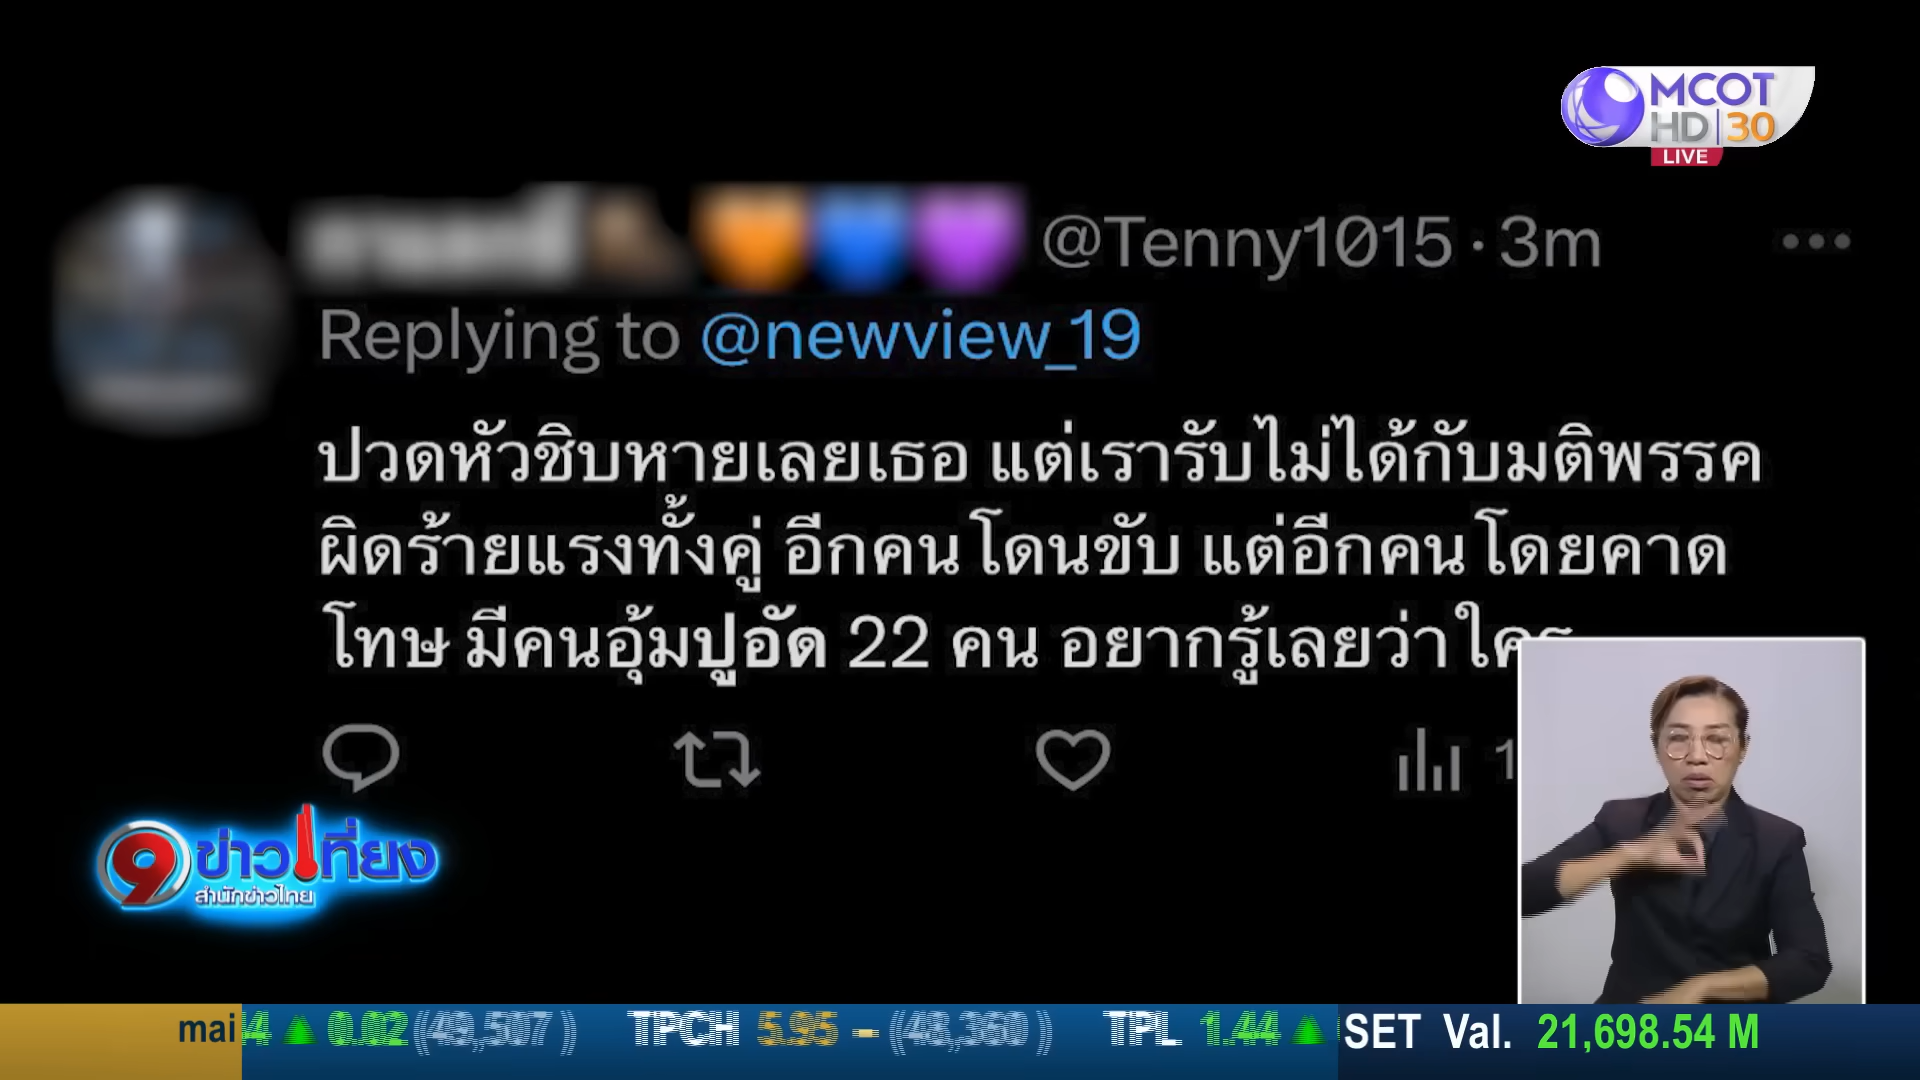 MCOT
HD 30
LIVE
@Tenny1015 · 3m
Replying to @newview_19
ปวดหัวชิบหายเลยเธอ แต่เรารับไม่ได้กับมติพรรค
ผิดร้ายแรงทั้งคู่ อีกคนโดนขับ แต่อีกคนโดยคาด
โทษ มีคนอุ้มปูอัด 22 คน อยากรู้เลยว่าใคร
1
9 ข่าวเที่ยง
สำนักข่าวไทย
mai 4 ▲ 0.02 (49,507) TPCH 5.95 – (48,360) TPL 1.44 ▲ SET Val. 21,698.54 M